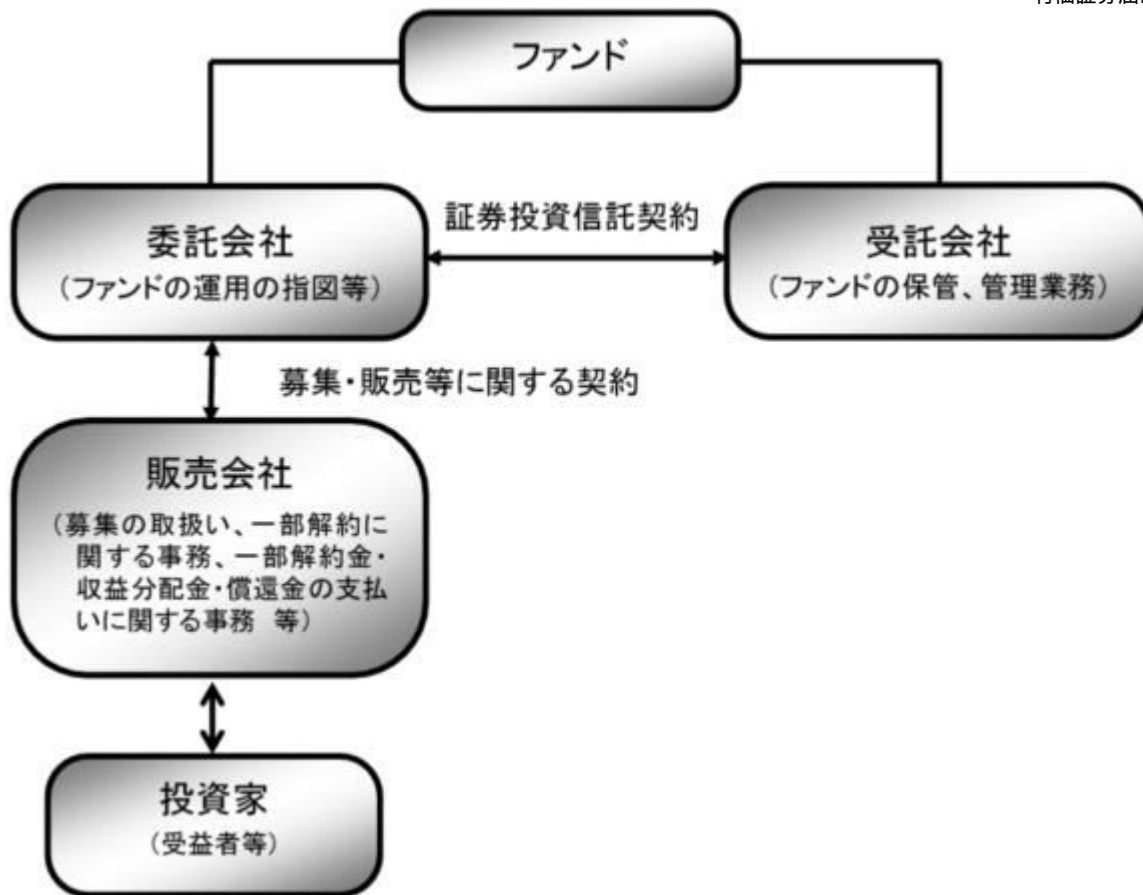 ファンド
委託会社
（ファンドの運用の指図等）
証券投資信託契約
受託会社
（ファンドの保管、管理業務）
募集・販売等に関する契約
販売会社
（募集の取扱い、一部解約に
関する事務、一部解約金・
収益分配金・償還金の支払
いに関する事務 等）
投資家
（受益者等）